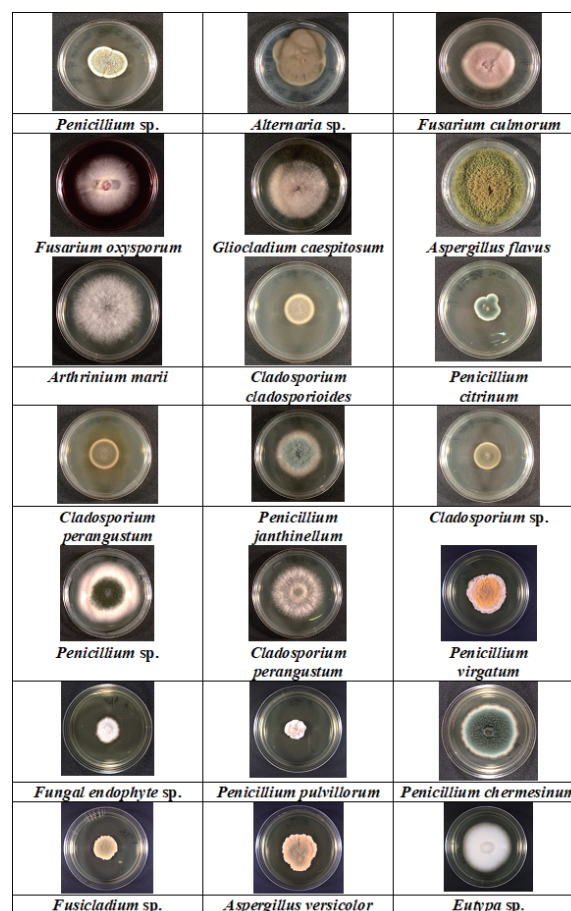 Penicillium sp. Alternaria sp. Fusarium culmorum
Fusarium oxysporum Gliocladium caespitosum Aspergillus flavus
Arthrinium marii Cladosporium Penicillium
cladosporioides citrinum
Cladosporium Penicillium Cladosporium sp.
perangustum janthinellum
Penicillium sp. Cladosporium Penicillium
perangustum virgatum
Fungal endophyte sp. Penicillium pulvillorum Penicillium chermesinum
Fusicladium sp. Aspergillus versicolor Eutypa sp.